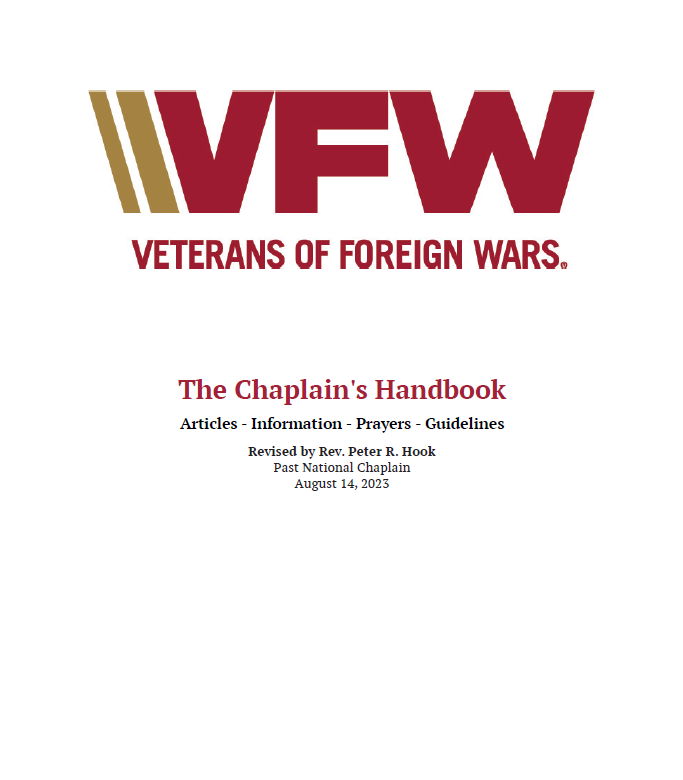 VFW
VETERANS OF FOREIGN WARS.
The Chaplain's Handbook
Articles - Information - Prayers - Guidelines
Revised by Rev. Peter R. Hook
Past National Chaplain
August 14, 2023